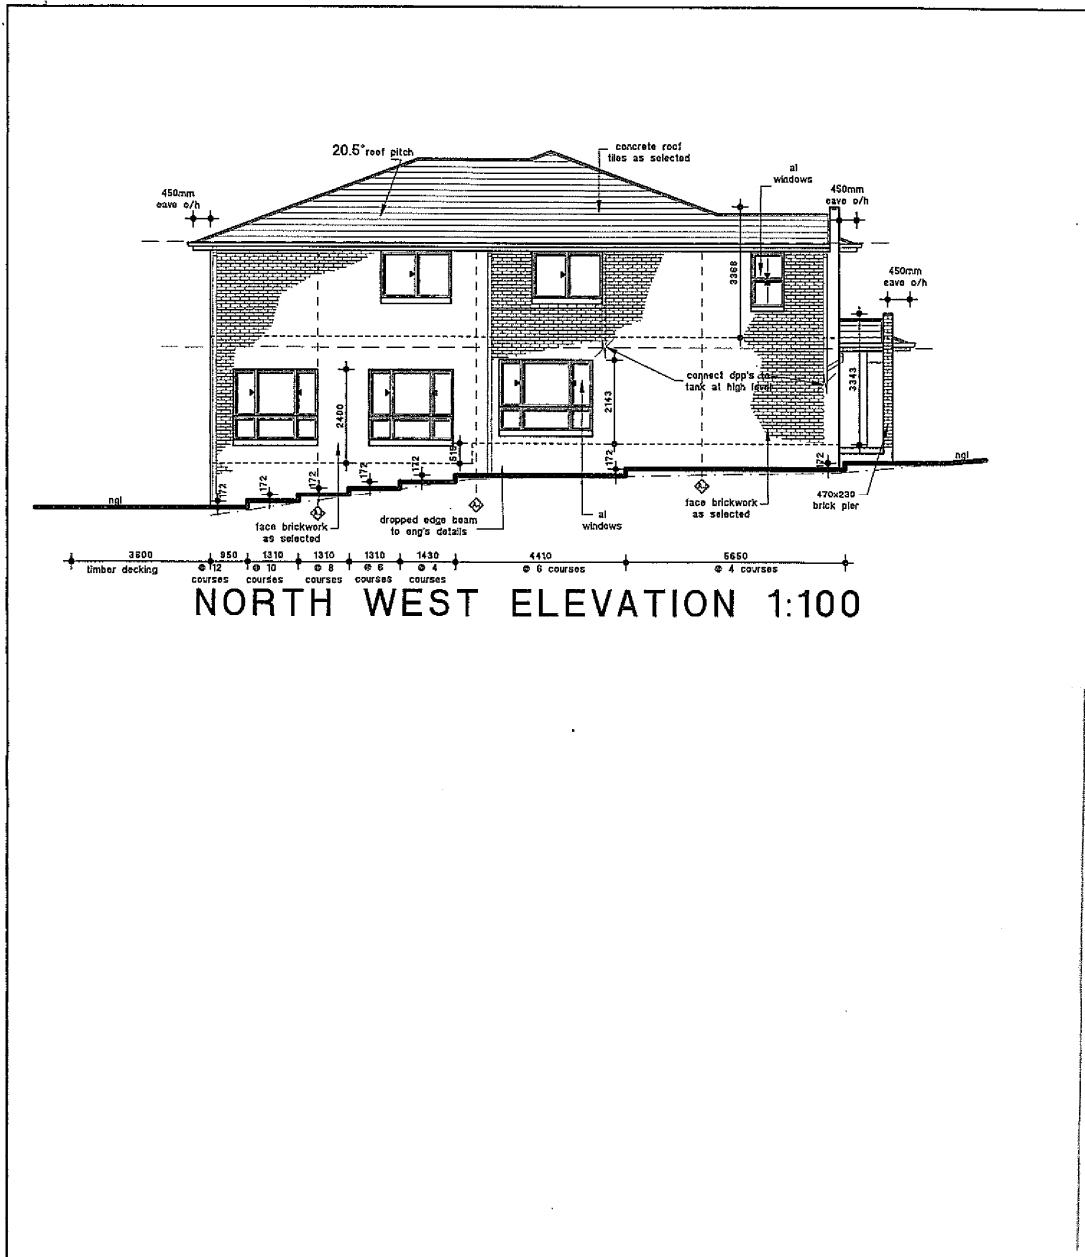 20.5° roof pitch
concrete roof
tiles as selected
al
windows
450mm
eave o/h
450mm
eave o/h
450mm
eave o/h
3368
connect dpp's to
tank at high level
3343
2400
2143
515
172
172
172
172
172
172
172
ngl
ngl
face brickwork
as selected
dropped edge beam
to eng's details
al
windows
face brickwork
as selected
470x230
brick pier
3600
timber decking
950
@ 12
courses
1310
@ 10
courses
1310
@ 8
courses
1310
@ 6
courses
1430
@ 4
courses
4410
@ 6 courses
5650
@ 4 courses
NORTH WEST ELEVATION 1:100